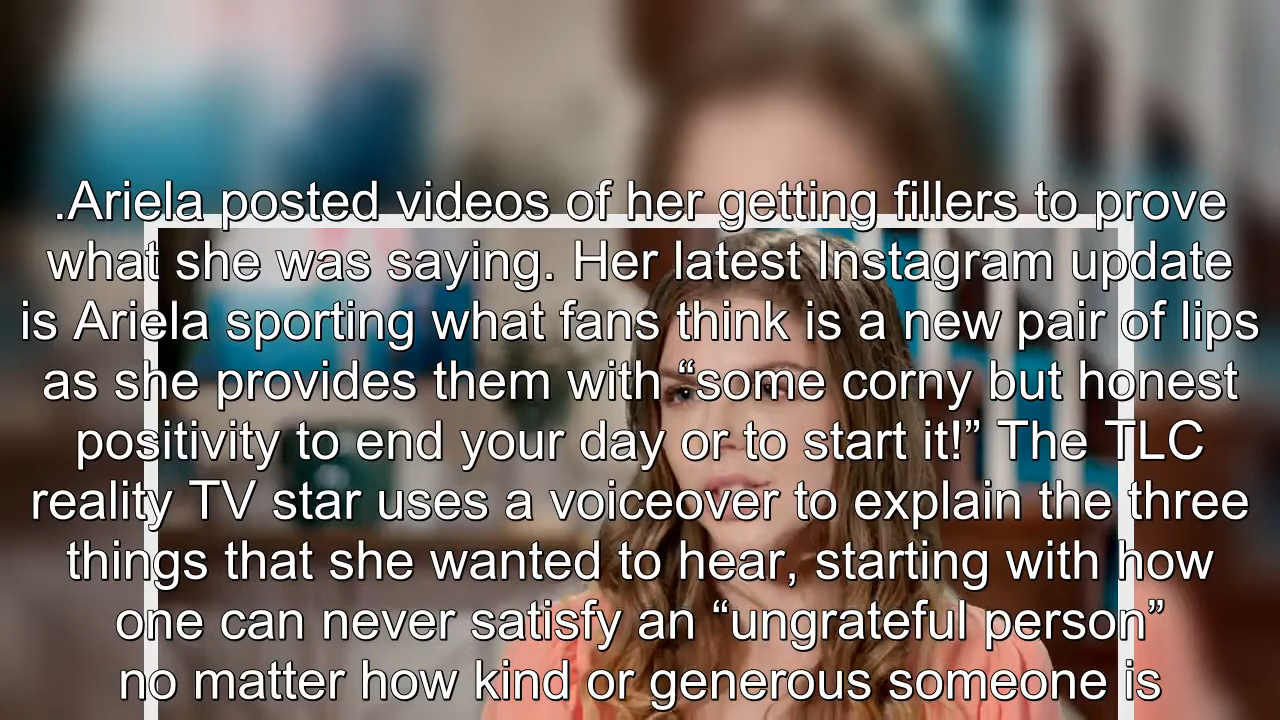 .Ariela posted videos of her getting fillers to prove
what she was saying. Her latest Instagram update
is Ariela sporting what fans think is a new pair of lips
as she provides them with “some corny but honest
positivity to end your day or to start it!” The TLC
reality TV star uses a voiceover to explain the three
things that she wanted to hear, starting with how
one can never satisfy an “ungrateful person”
no matter how kind or generous someone is